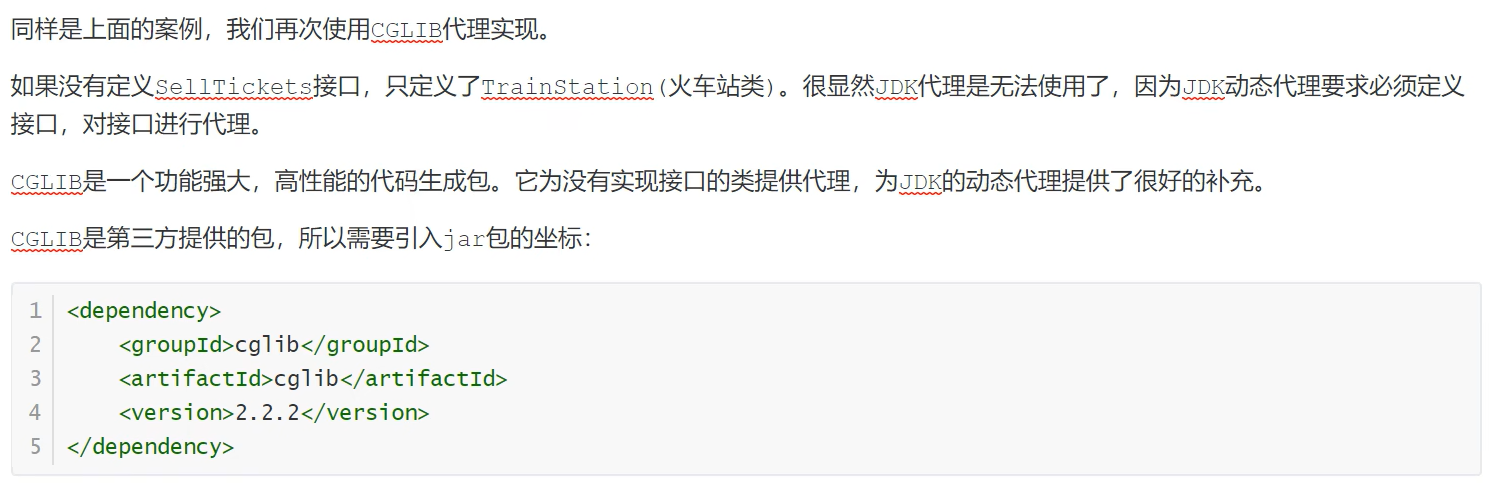 同样是上面的案例，我们再次使用CGLIB代理实现。
如果没有定义SellTickets接口，只定义了TrainStation(火车站类)。很显然JDK代理是无法使用了，因为JDK动态代理要求必须定义
接口，对接口进行代理。
CGLIB是一个功能强大，高性能的代码生成包。它为没有实现接口的类提供代理，为JDK的动态代理提供了很好的补充。
CGLIB是第三方提供的包，所以需要引入jar包的坐标：
1 <dependency>
2     <groupId>cglib</groupId>
3     <artifactId>cglib</artifactId>
4     <version>2.2.2</version>
5 </dependency>